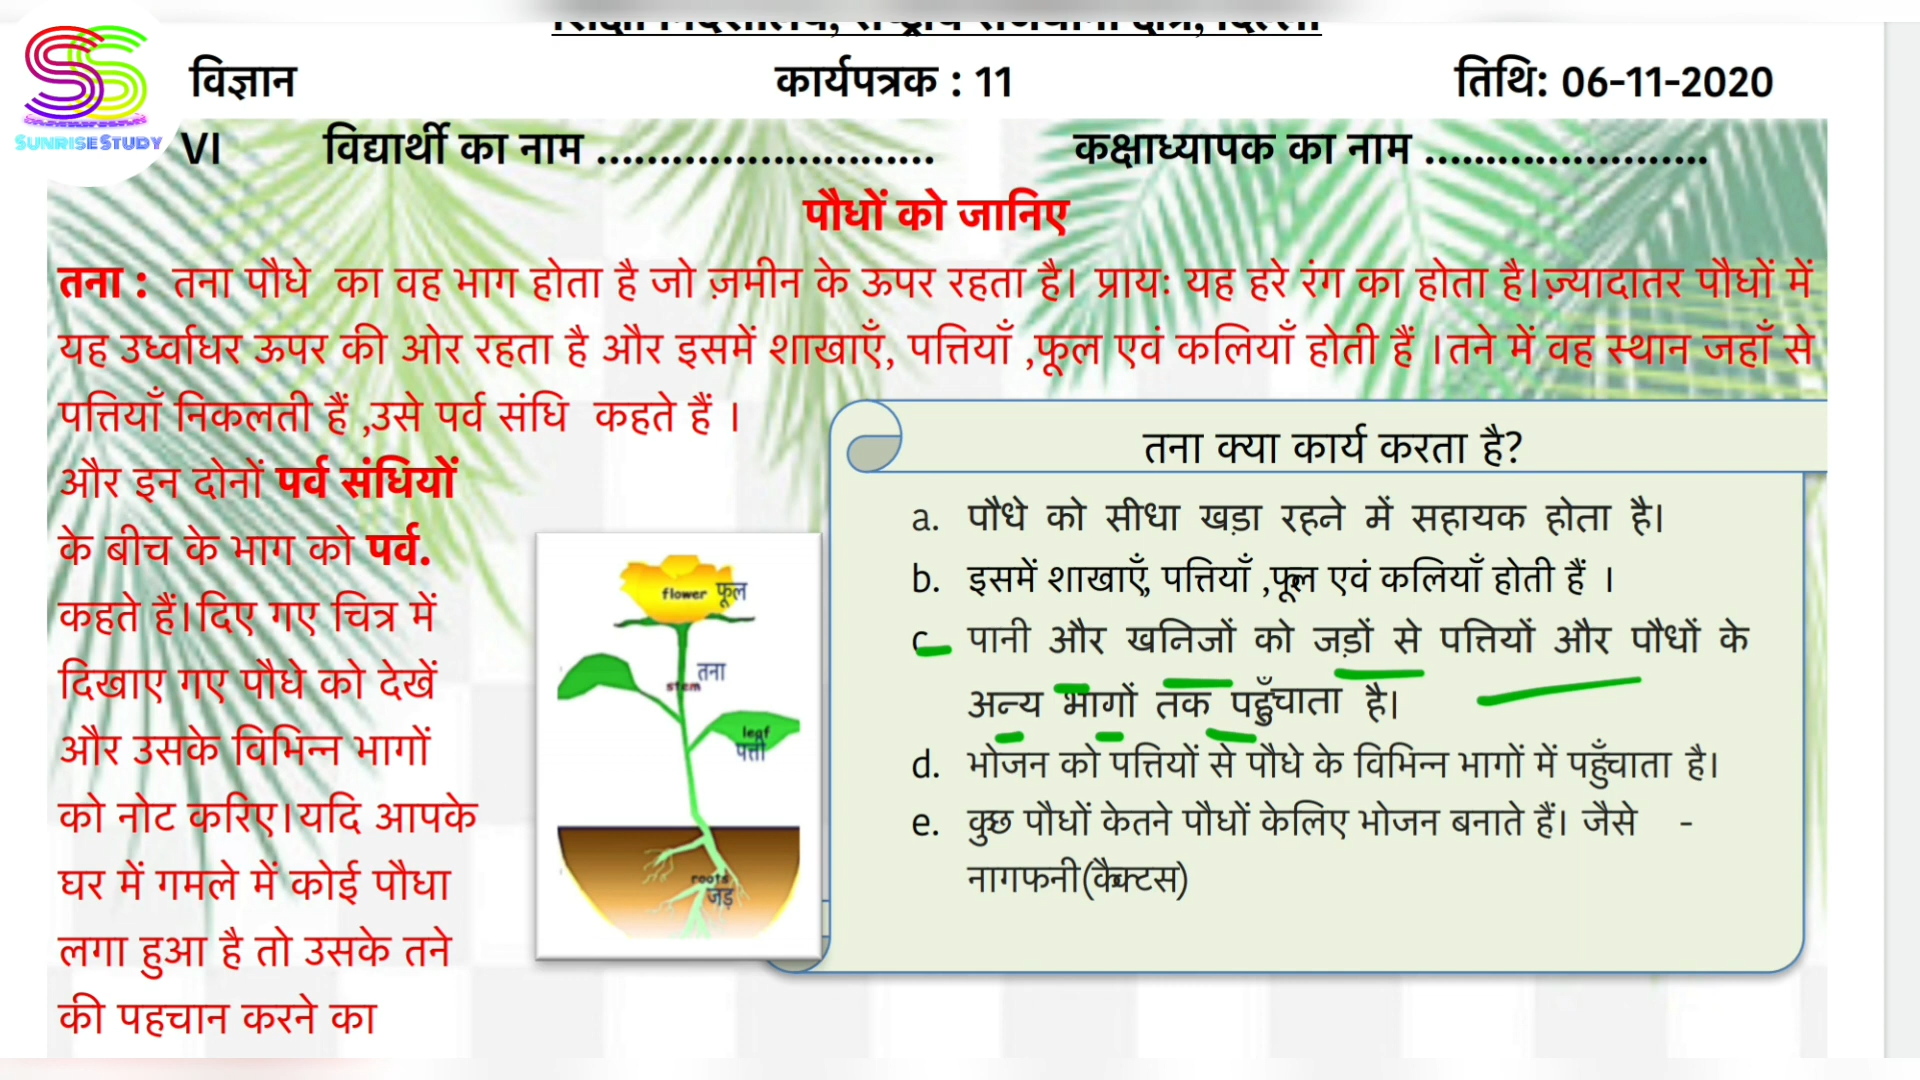 शिक्षा निदेशालय, राष्ट्रीय राजधानी क्षेत्र, दिल्ली
SUNRISE STUDY
विज्ञान कार्यपत्रक : 11 तिथि: 06-11-2020
VI विद्यार्थी का नाम ........................... कक्षाध्यापक का नाम .......................
पौधों को जानिए
तना : तना पौधे का वह भाग होता है जो ज़मीन के ऊपर रहता है। प्रायः यह हरे रंग का होता है।ज़्यादातर पौधों में
यह उर्ध्वाधर ऊपर की ओर रहता है और इसमें शाखाएँ, पत्तियाँ ,फूल एवं कलियाँ होती हैं ।तने में वह स्थान जहाँ से
पत्तियाँ निकलती हैं ,उसे पर्व संधि कहते हैं ।
और इन दोनों पर्व संधियों
के बीच के भाग को पर्व.
कहते हैं।दिए गए चित्र में
दिखाए गए पौधे को देखें
और उसके विभिन्न भागों
को नोट करिए।यदि आपके
घर में गमले में कोई पौधा
लगा हुआ है तो उसके तने
की पहचान करने का
flower फूल
तना
stem
leaf
पत्ती
roots
जड़
तना क्या कार्य करता है?
a. पौधे को सीधा खड़ा रहने में सहायक होता है।
b. इसमें शाखाएँ, पत्तियाँ ,फूल एवं कलियाँ होती हैं ।
c. पानी और खनिजों को जड़ों से पत्तियों और पौधों के
अन्य भागों तक पहुँचाता है।
d. भोजन को पत्तियों से पौधे के विभिन्न भागों में पहुँचाता है।
e. कुछ पौधों केतने पौधों केलिए भोजन बनाते हैं। जैसे -
नागफनी(कैक्टस)